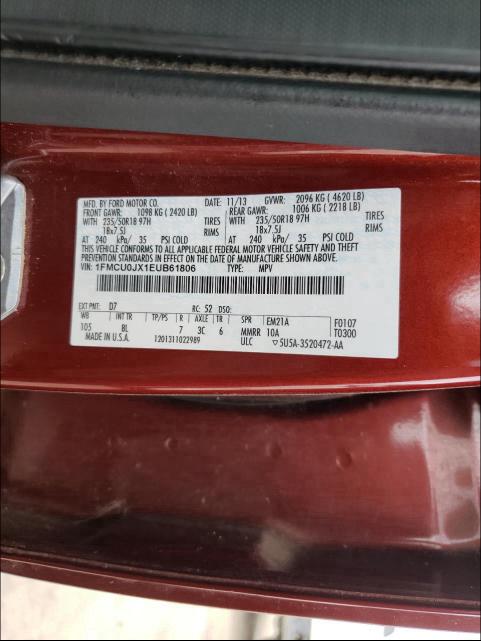 MFD. BY FORD MOTOR CO. DATE: 11/13 GVWR: 2096 KG ( 4620 LB)
FRONT GAWR: 1098 KG ( 2420 LB) REAR GAWR: 1006 KG ( 2218 LB)
WITH 235/50R18 97H TIRES WITH 235/50R18 97H TIRES
18x7.5J RIMS 18x7.5J RIMS
AT 240 kPa/ 35 PSI COLD AT 240 kPa/ 35 PSI COLD
THIS VEHICLE CONFORMS TO ALL APPLICABLE FEDERAL MOTOR VEHICLE SAFETY AND
THEFT PREVENTION STANDARDS IN EFFECT ON THE DATE OF MANUFACTURE SHOWN ABOVE.
VIN: 1FMCU0JX1EUB61806 TYPE: MPV
EXT PNT: D7 RC: 52 DSO:
WB INT TR TP/PS R AXLE TR SPR EM21A F0107
105 BL 7 3C 6 MMRR 10A T0300
MADE IN U.S.A. 1201311022989 ULC ▽5U5A-3520472-AA